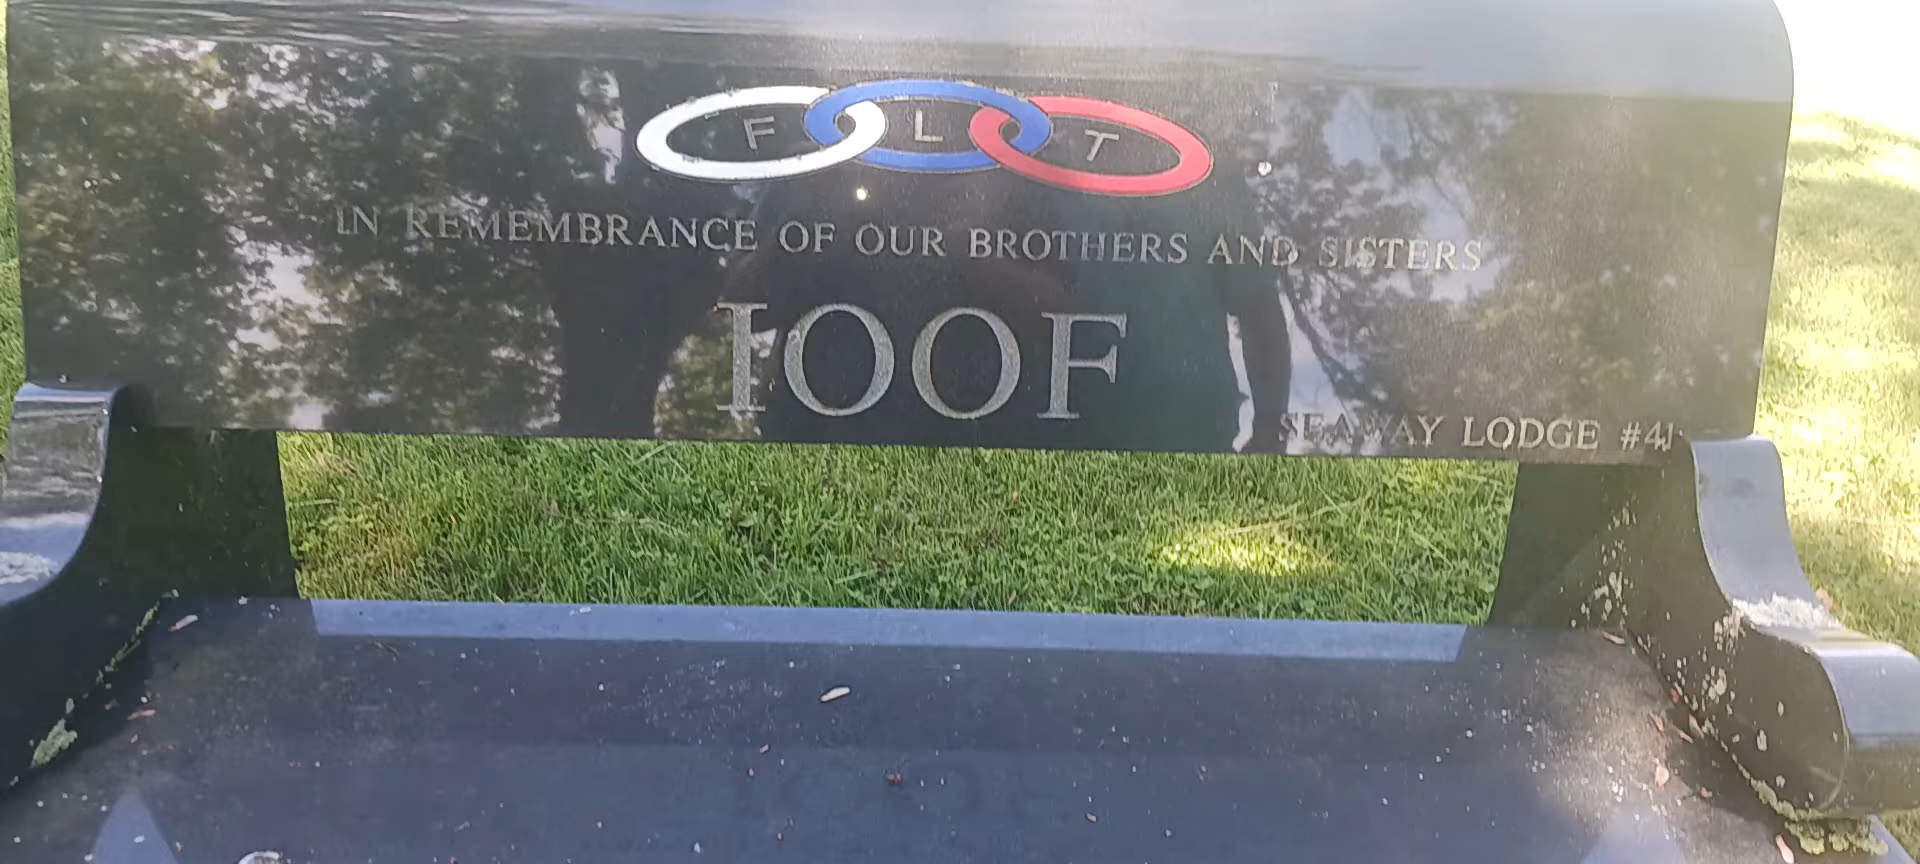 F L T
IN REMEMBRANCE OF OUR BROTHERS AND SISTERS
IOOF
SEAWAY LODGE #41